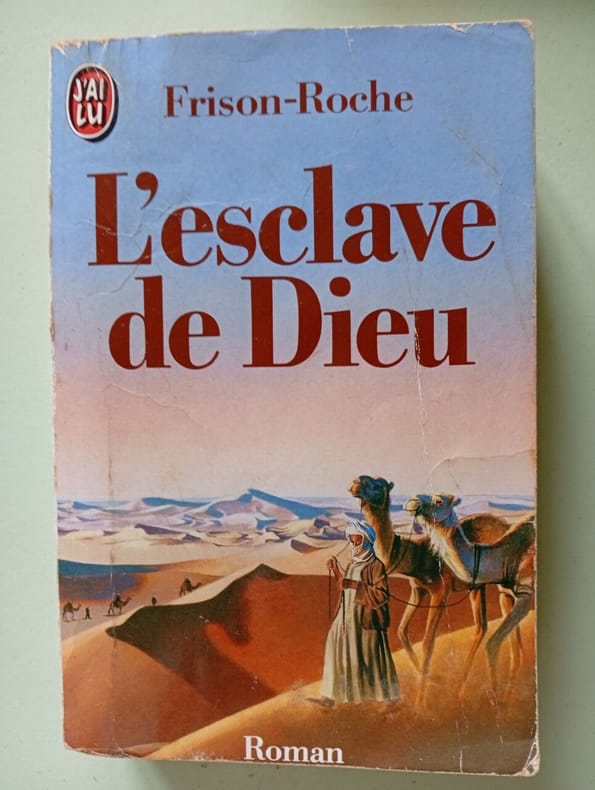 J'AI
LU
Frison-Roche
L'esclave
de Dieu
Roman